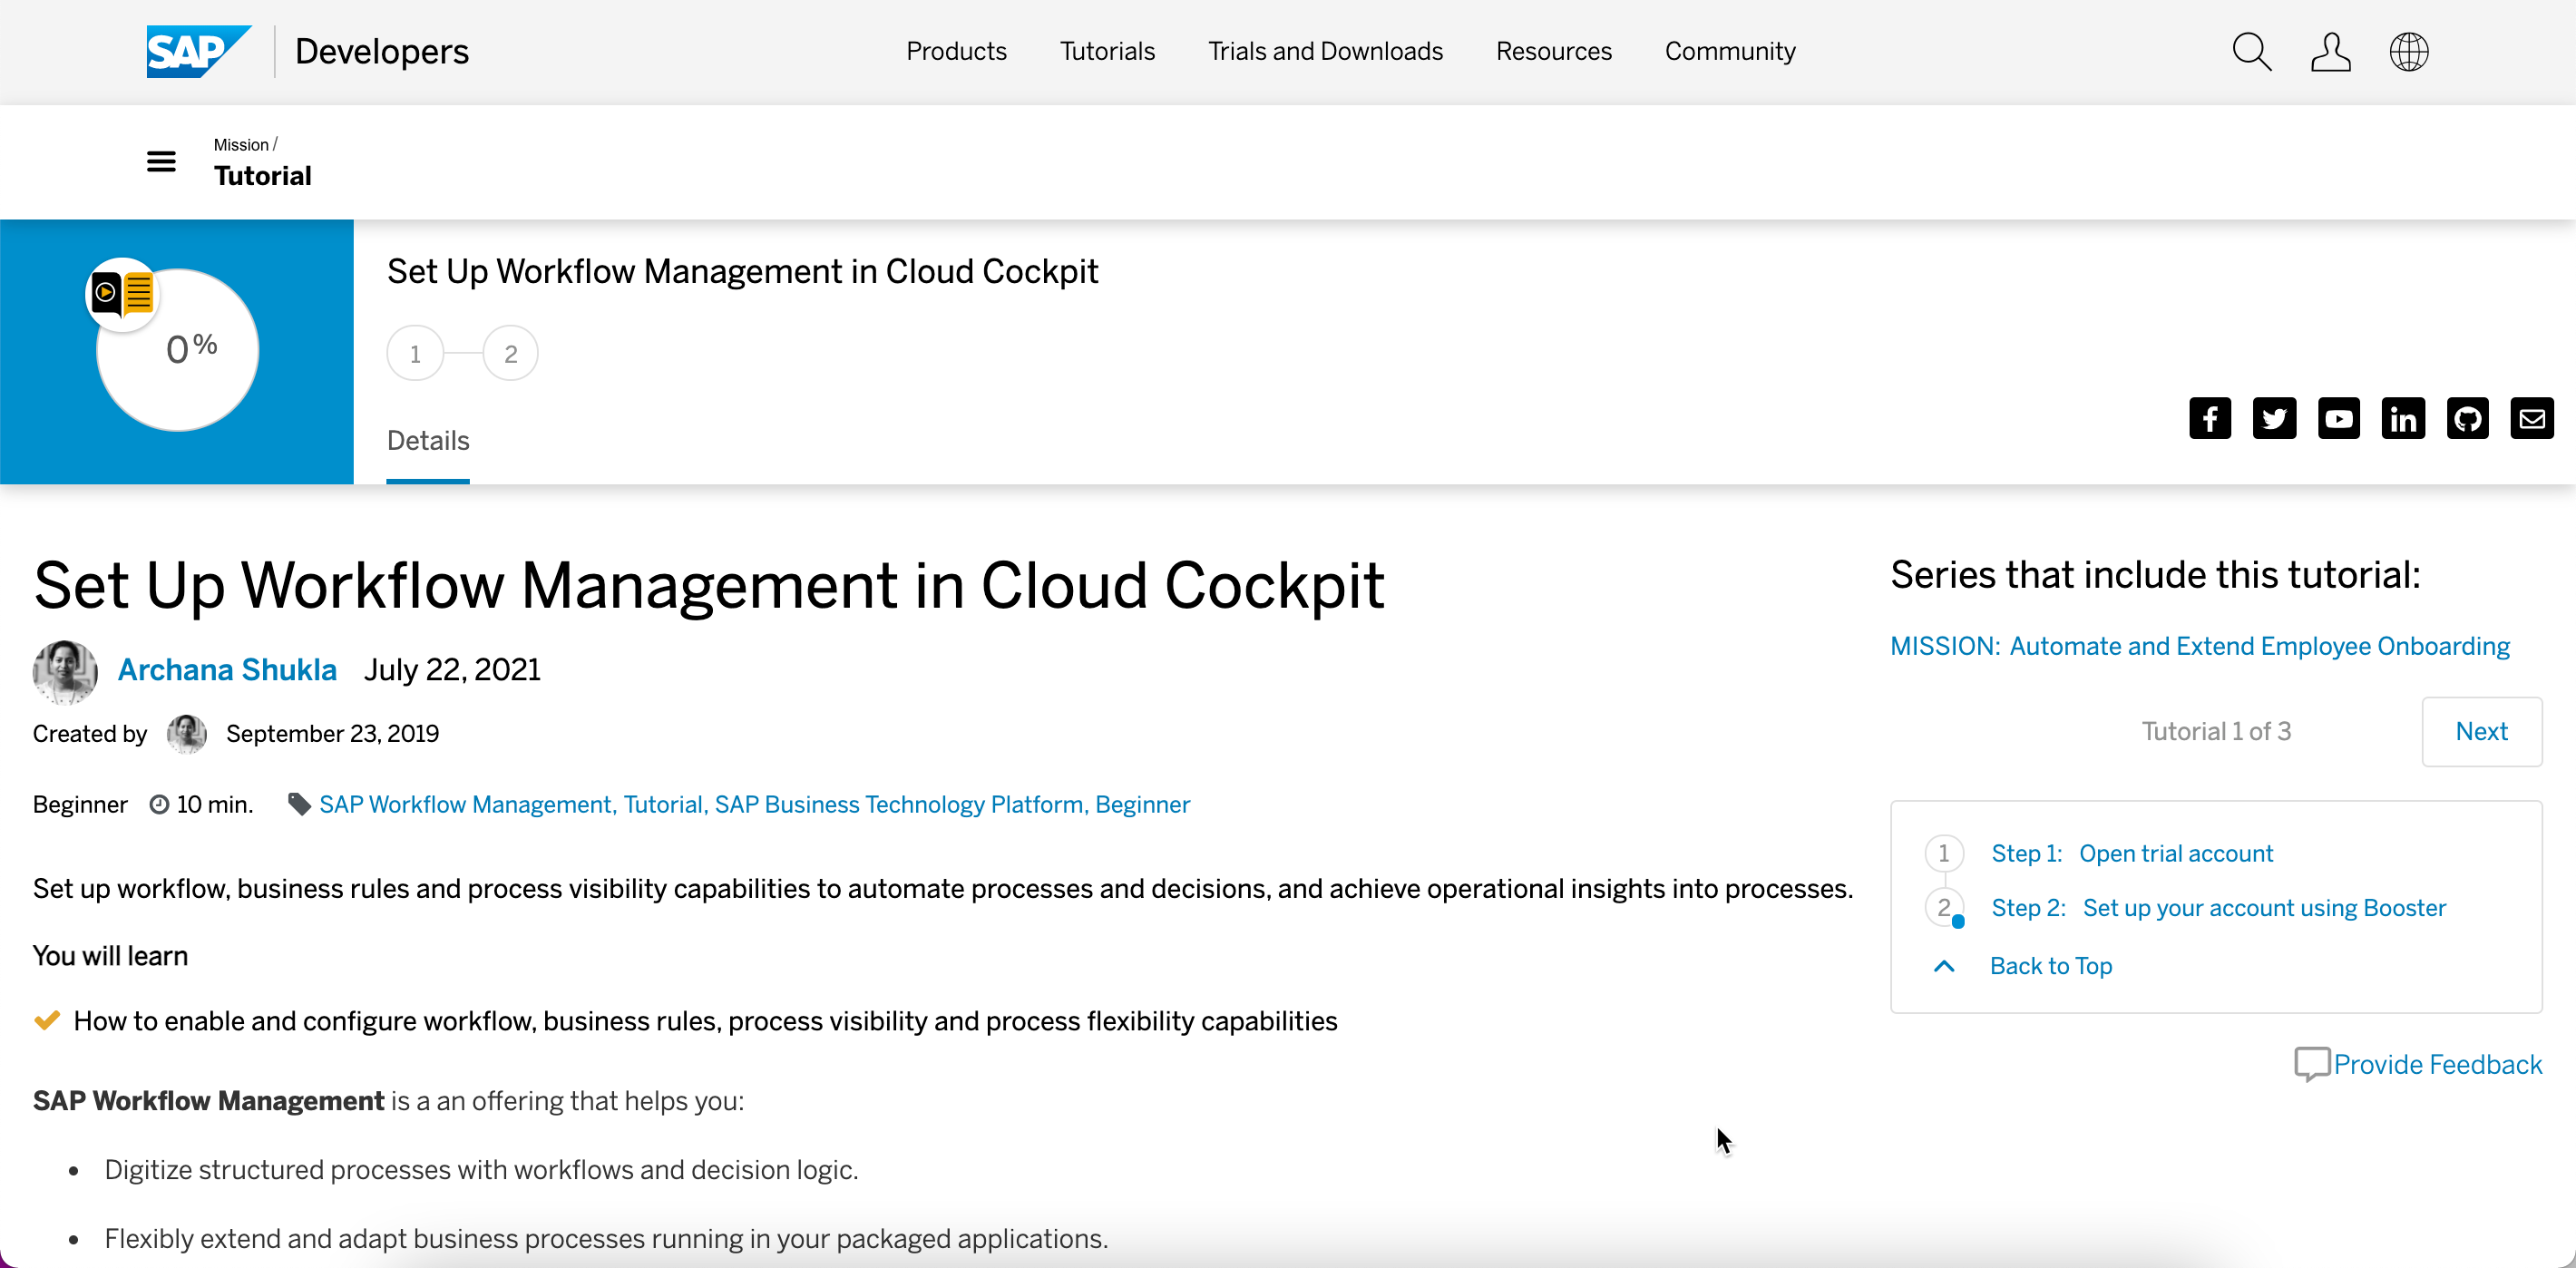 SAP Developers Products Tutorials Trials and Downloads Resources Community
Mission /
Tutorial
0%
Set Up Workflow Management in Cloud Cockpit
1 2
Details
Set Up Workflow Management in Cloud Cockpit
Archana Shukla July 22, 2021
Created by September 23, 2019
Beginner 10 min. SAP Workflow Management, Tutorial, SAP Business Technology Platform, Beginner
Set up workflow, business rules and process visibility capabilities to automate processes and decisions, and achieve operational insights into processes.
You will learn
How to enable and configure workflow, business rules, process visibility and process flexibility capabilities
SAP Workflow Management is a an offering that helps you:
• Digitize structured processes with workflows and decision logic.
• Flexibly extend and adapt business processes running in your packaged applications.
Series that include this tutorial:
MISSION: Automate and Extend Employee Onboarding
Tutorial 1 of 3 Next
1 Step 1: Open trial account
2 Step 2: Set up your account using Booster
Back to Top
Provide Feedback